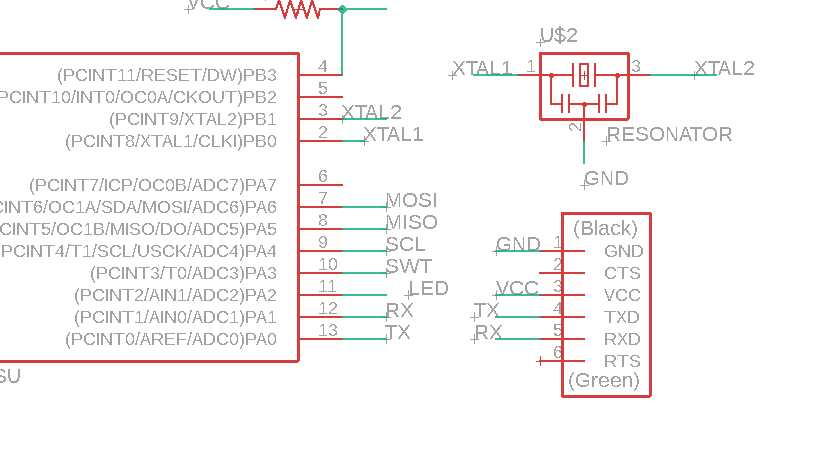 VCC
U$2
(PCINT11/RESET/DW)PB3 4
PCINT10/INT0/OC0A/CKOUT)PB2 5
(PCINT9/XTAL2)PB1 3 XTAL2
(PCINT8/XTAL1/CLKI)PB0 2 XTAL1
XTAL1 1 3 XTAL2
2
RESONATOR
GND
(PCINT7/ICP/OC0B/ADC7)PA7 6
CINT6/OC1A/SDA/MOSI/ADC6)PA6 7 MOSI
CINT5/OC1B/MISO/DO/ADC5)PA5 8 MISO
PCINT4/T1/SCL/USCK/ADC4)PA4 9 SCL
(PCINT3/T0/ADC3)PA3 10 SWT
(PCINT2/AIN1/ADC2)PA2 11 LED
(PCINT1/AIN0/ADC1)PA1 12 RX
(PCINT0/AREF/ADC0)PA0 13 TX
SU
(Black)
GND 1 GND
2 CTS
VCC 3 VCC
TX 4 TXD
RX 5 RXD
6 RTS
(Green)